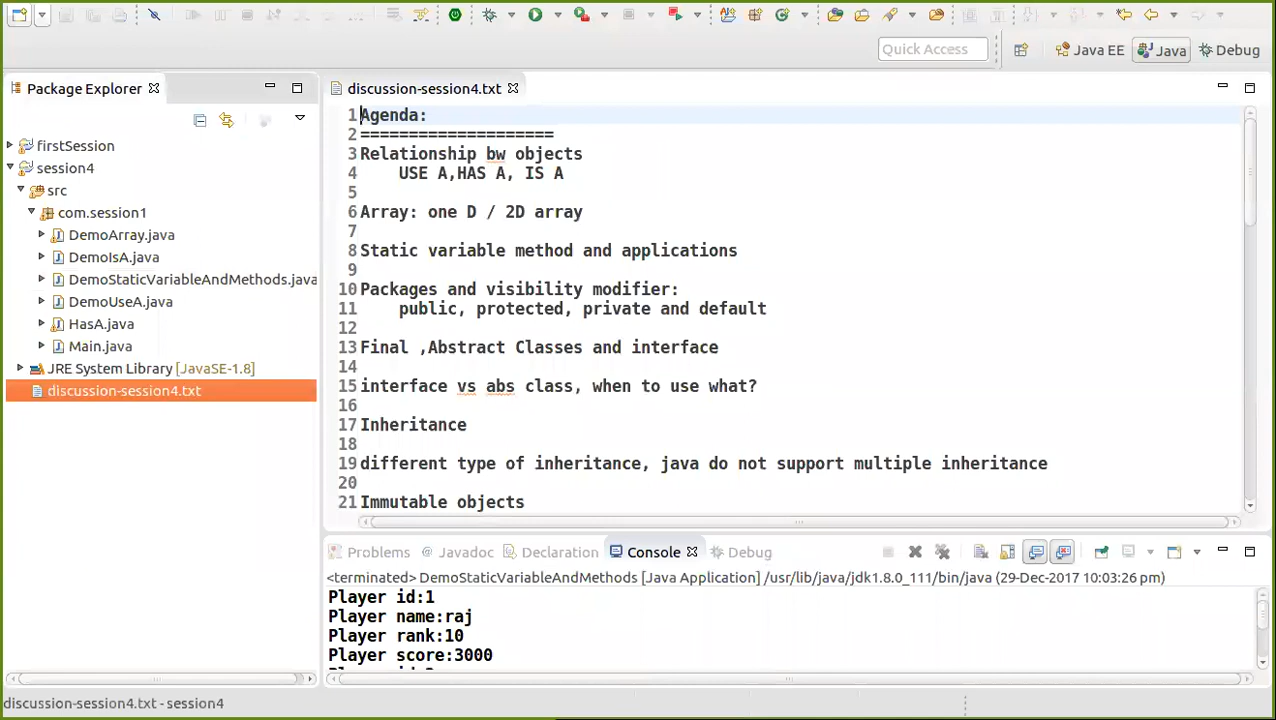 Quick Access
Java EE
Java
Debug
Package Explorer
discussion-session4.txt
firstSession
session4
src
com.session1
DemoArray.java
DemoIsA.java
DemoStaticVariableAndMethods.java
DemoUseA.java
HasA.java
Main.java
JRE System Library [JavaSE-1.8]
discussion-session4.txt
1 Agenda:
2 ====================
3 Relationship bw objects
4 USE A,HAS A, IS A
5
6 Array: one D / 2D array
7
8 Static variable method and applications
9
10 Packages and visibility modifier:
11 public, protected, private and default
12
13 Final ,Abstract Classes and interface
14
15 interface vs abs class, when to use what?
16
17 Inheritance
18
19 different type of inheritance, java do not support multiple inheritance
20
21 Immutable objects
Problems
@ Javadoc
Declaration
Console
Debug
<terminated> DemoStaticVariableAndMethods [Java Application] /usr/lib/java/jdk1.8.0_111/bin/java (29-Dec-2017 10:03:26 pm)
Player id:1
Player name:raj
Player rank:10
Player score:3000
discussion-session4.txt - session4